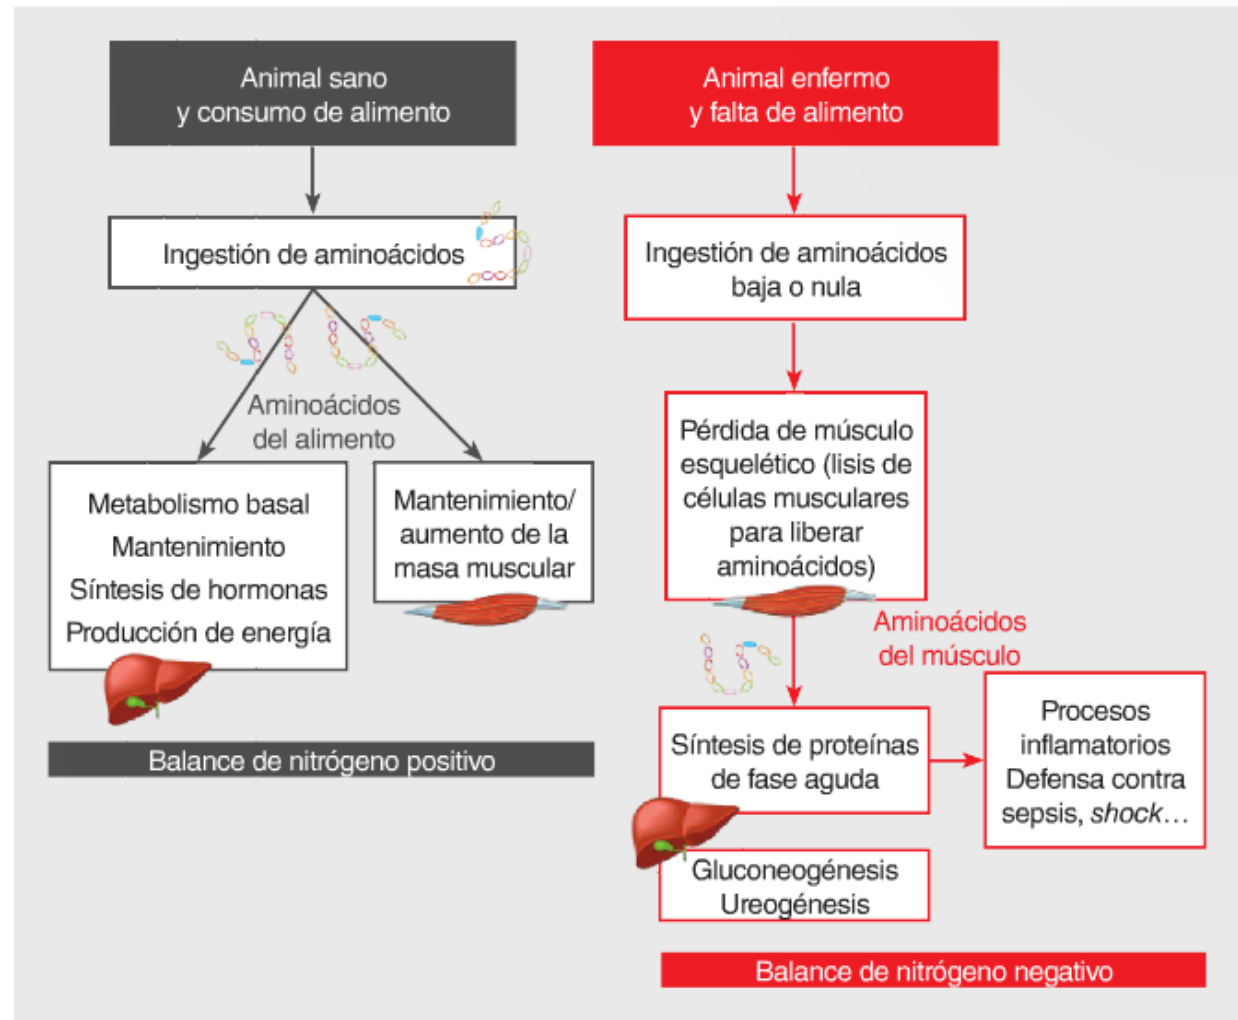 Animal sano
y consumo de alimento
Ingestión de aminoácidos
Aminoácidos
del alimento
Metabolismo basal
Mantenimiento
Síntesis de hormonas
Producción de energía
Mantenimiento/
aumento de la
masa muscular
Balance de nitrógeno positivo
Animal enfermo
y falta de alimento
Ingestión de aminoácidos
baja o nula
Pérdida de músculo
esquelético (lisis de
células musculares
para liberar
aminoácidos)
Aminoácidos
del músculo
Síntesis de proteínas
de fase aguda
Procesos
inflamatorios
Defensa contra
sepsis, shock…
Gluconeogénesis
Ureogénesis
Balance de nitrógeno negativo